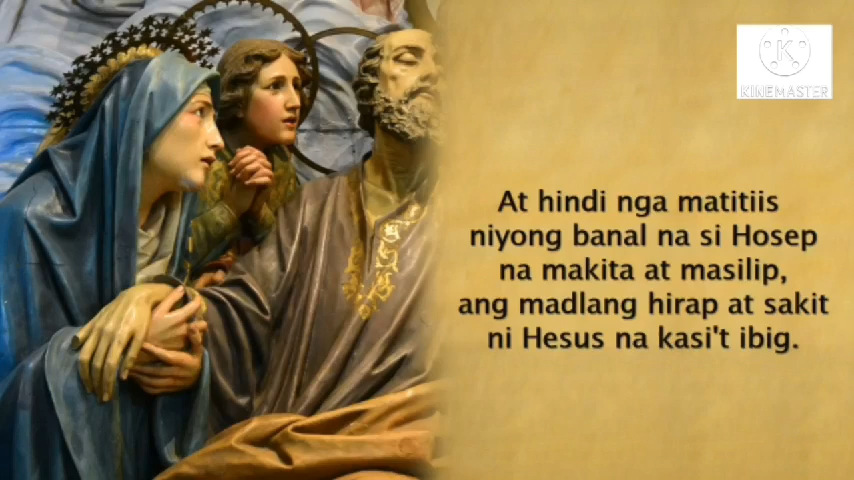 KINEMASTER
At hindi nga matitiis
niyong banal na si Hosep
na makita at masilip,
ang madlang hirap at sakit
ni Hesus na kasi't ibig.